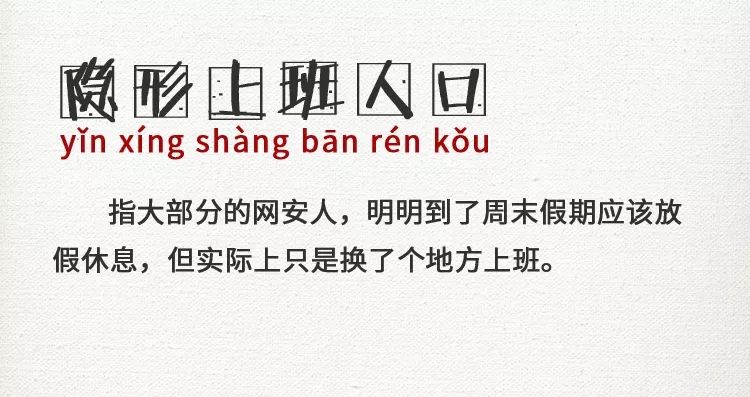 隐形上班人口
yǐn xíng shàng bān rén kǒu
指大部分的网安人，明明到了周末假期应该放
假休息，但实际上只是换了个地方上班。